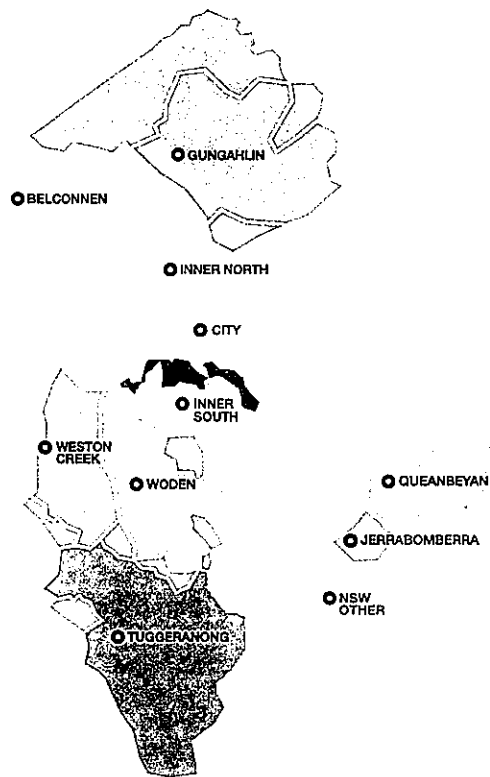 GUNGAHLIN
BELCONNEN
INNER NORTH
CITY
INNER
SOUTH
WESTON
CREEK
WODEN
QUEANBEYAN
JERRABOMBERRA
NSW
OTHER
TUGGERANONG